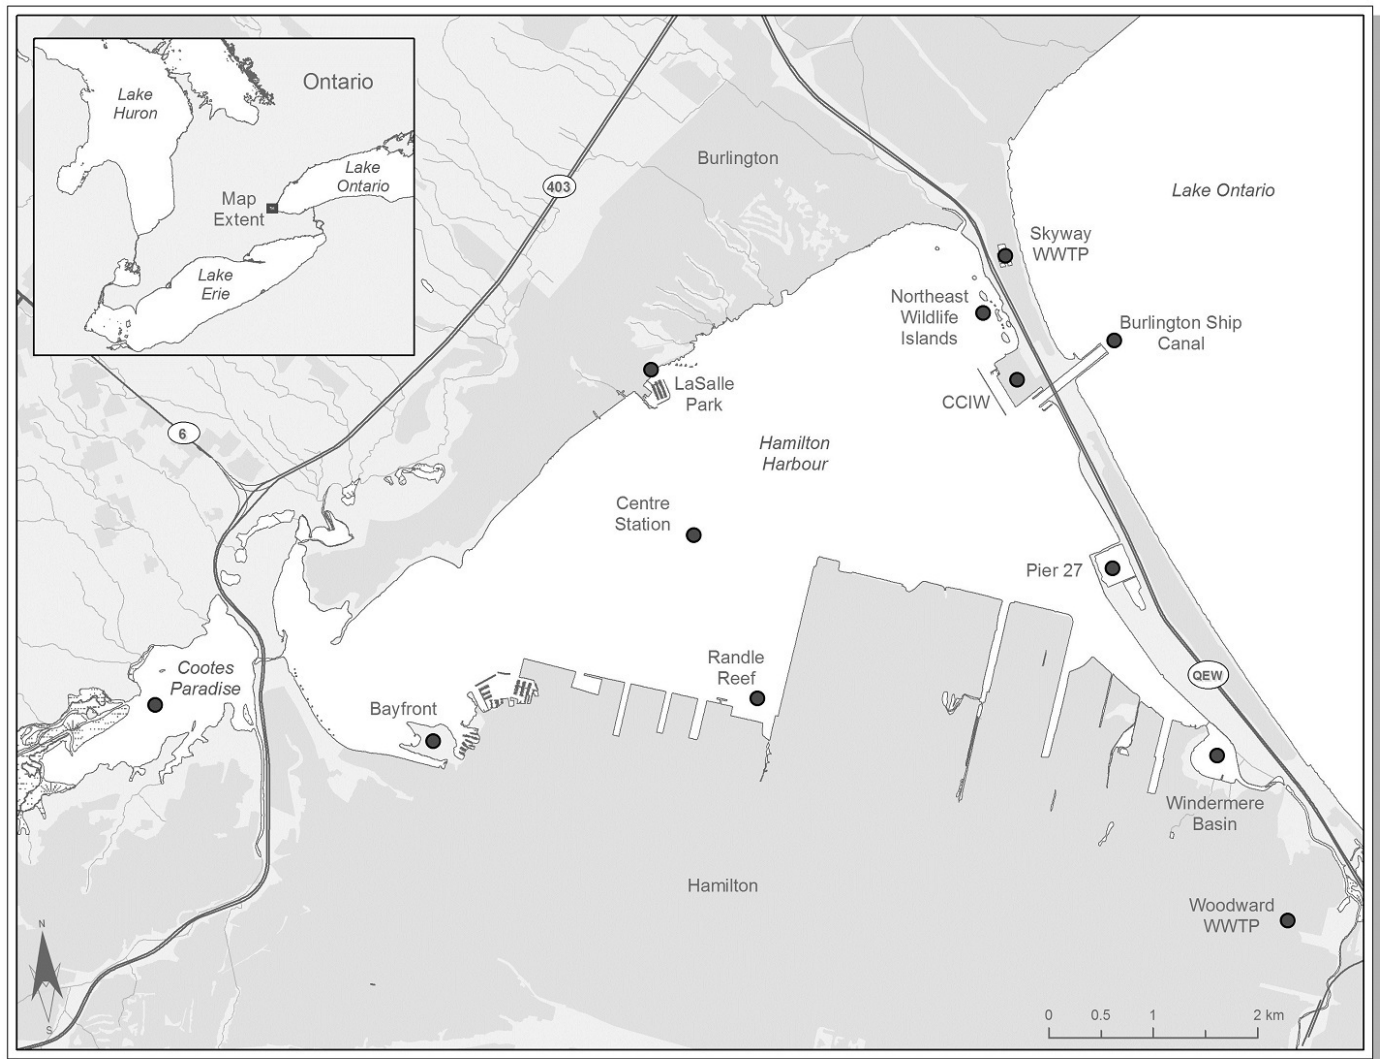 Ontario
Lake
Huron
Lake
Ontario
Map
Extent
Lake
Erie
403
Burlington
Lake Ontario
Skyway
WWTP
Northeast
Wildlife
Islands
Burlington Ship
Canal
LaSalle
Park
CCIW
6
Hamilton
Harbour
Centre
Station
Pier 27
Cootes
Paradise
Randle
Reef
QEW
Bayfront
Windermere
Basin
Hamilton
Woodward
WWTP
N
S
0 0.5 1 2 km